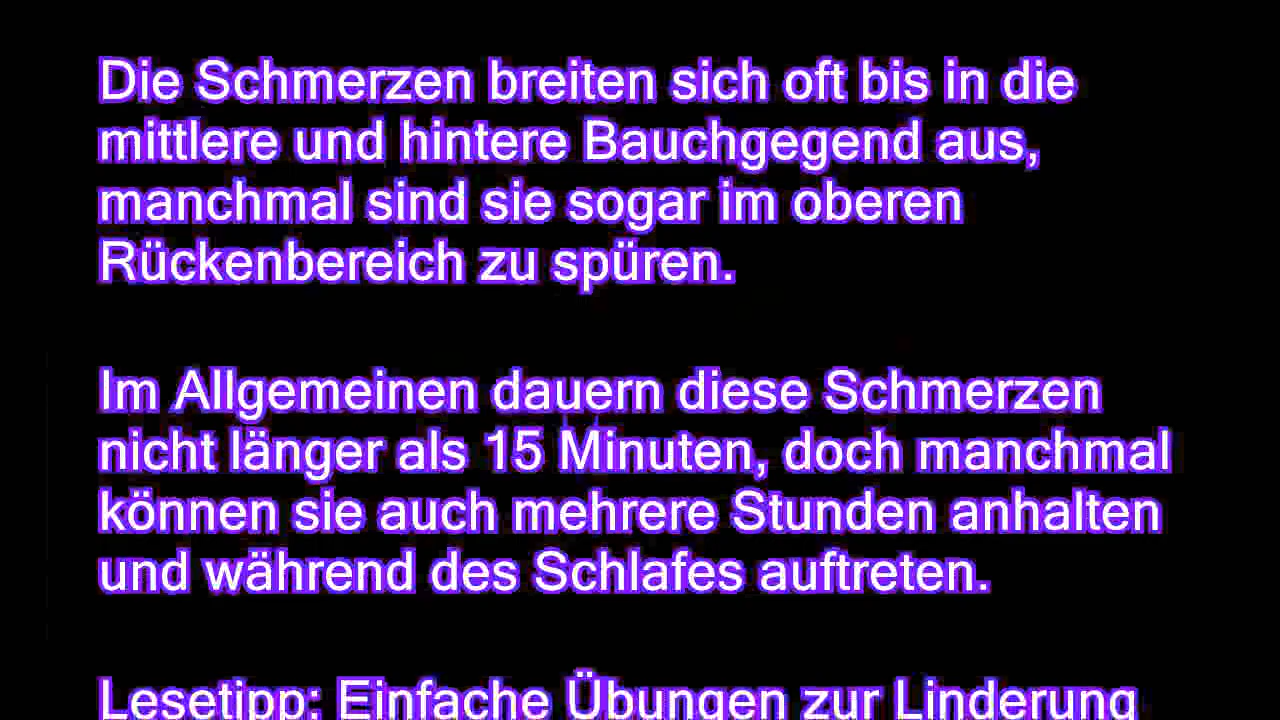 Die Schmerzen breiten sich oft bis in die
mittlere und hintere Bauchgegend aus,
manchmal sind sie sogar im oberen
Rückenbereich zu spüren.
Im Allgemeinen dauern diese Schmerzen
nicht länger als 15 Minuten, doch manchmal
können sie auch mehrere Stunden anhalten
und während des Schlafes auftreten.
Lesetipp: Einfache Übungen zur Linderung